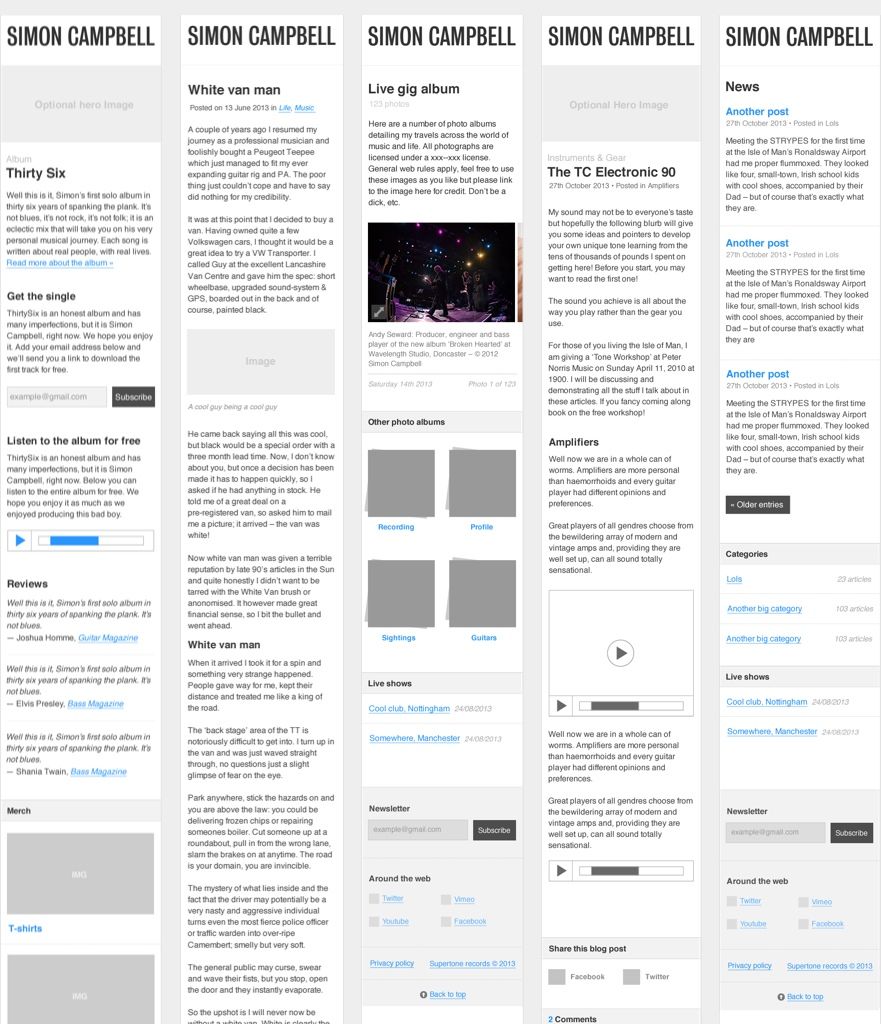 SIMON CAMPBELL
Optional hero Image
Album
Thirty Six
Well this is it, Simon's first solo album in
thirty six years of spanking the plank. It's
not blues, it's not rock, it's not folk; it is an
eclectic mix that will take you on his very
personal musical journey. Each song is
written about real people, with real lives.
Read more about the album »
Get the single
ThirtySix is an honest album and has
many imperfections, but it is Simon
Campbell, right now. We hope you enjoy
it. Add your email address below and
we'll send you a link to download the
first track for free.
example@gmail.com
Subscribe
Listen to the album for free
ThirtySix is an honest album and has
many imperfections, but it is Simon
Campbell, right now. Below you can
listen to the entire album for free. We
hope you enjoy it as much as we
enjoyed producing this bad boy.
Reviews
Well this is it, Simon's first solo album in
thirty six years of spanking the plank. It's
not blues.
— Joshua Homme, Guitar Magazine
Well this is it, Simon's first solo album in
thirty six years of spanking the plank. It's
not blues.
— Elvis Presley, Bass Magazine
Well this is it, Simon's first solo album in
thirty six years of spanking the plank. It's
not blues.
— Shania Twain, Bass Magazine
Merch
IMG
T-shirts
IMG
SIMON CAMPBELL
White van man
Posted on 13 June 2013 in Life, Music
A couple of years ago I resumed my
journey as a professional musician and
foolishly bought a Peugeot Teepee
which just managed to fit my ever
expanding guitar rig and PA. The poor
thing just couldn't cope and have to say
did nothing for my credibility.
It was at this point that I decided to buy a
van. Having owned quite a few
Volkswagen cars, I thought it would be a
great idea to try a VW Transporter. I
called Guy at the excellent Lancashire
Van Centre and gave him the spec: short
wheelbase, upgraded sound-system &
GPS, boarded out in the back and of
course, painted black.
Image
A cool guy being a cool guy
He came back saying all this was cool,
but black would be a special order with a
three month lead time. Now, I don't know
about you, but once a decision has been
made it has to happen quickly, so I
asked if he had anything in stock. He
told me of a great deal on a
pre-registered van, so asked him to mail
me a picture; it arrived – the van was
white!
Now white van man was given a terrible
reputation by late 90's articles in the Sun
and quite honestly I didn't want to be
tarred with the White Van brush or
anonomised. It however made great
financial sense, so I bit the bullet and
went ahead.
White van man
When it arrived I took it for a spin and
something very strange happened.
People gave way for me, kept their
distance and treated me like a king of
the road.
The 'back stage' area of the TT is
notoriously difficult to get into. I turn up in
the van and was just waved straight
through, no questions just a slight
glimpse of fear on the eye.
Park anywhere, stick the hazards on and
you are above the law: you could be
delivering frozen chips or repairing
someones boiler. Cut someone up at a
roundabout, pull in from the wrong lane,
slam the brakes on at anytime. The road
is your domain, you are invincible.
The mystery of what lies inside and the
fact that the driver may potentially be a
very nasty and aggressive individual
turns even the most fierce police officer
or traffic warden into over-ripe
Camembert; smelly but very soft.
The general public may curse, swear
and wave their fists, but you stop, open
the door and they instantly evaporate.
So the upshot is I will never now be
without a white van. White is clearly the
SIMON CAMPBELL
Live gig album
123 photos
Here are a number of photo albums
detailing my travels across the world of
music and life. All photographs are
licensed under a xxx--xxx license.
General web rules apply, feel free to use
these images as you like but please link
to the image here for credit. Don't be a
dick, etc.
Andy Seward: Producer, engineer and bass
player of the new album 'Broken Hearted' at
Wavelength Studio, Doncaster – © 2012
Simon Campbell
Saturday 14th 2013
Photo 1 of 123
Other photo albums
Recording
Profile
Sightings
Guitars
Live shows
Cool club, Nottingham 24/08/2013
Somewhere, Manchester 24/08/2013
Newsletter
example@gmail.com
Subscribe
Around the web
Twitter
Vimeo
Youtube
Facebook
Privacy policy
Supertone records © 2013
Back to top
SIMON CAMPBELL
Optional Hero Image
Instruments & Gear
The TC Electronic 90
27th October 2013 • Posted in Amplifiers
My sound may not be to everyone's taste
but hopefully the following blurb will give
you some ideas and pointers to develop
your own unique tone learning from the
tens of thousands of pounds I spent on
getting here! Before you start, you may
want to read the first one!
The sound you achieve is all about the
way you play rather than the gear you
use.
For those of you living the Isle of Man, I
am giving a 'Tone Workshop' at Peter
Norris Music on Sunday April 11, 2010 at
1900. I will be discussing and
demonstrating all the stuff I talk about in
these articles. If you fancy coming along
book on the free workshop!
Amplifiers
Well now we are in a whole can of
worms. Amplifiers are more personal
than haemorrhoids and every guitar
player had different opinions and
preferences.
Great players of all gendres choose from
the bewildering array of modern and
vintage amps and, providing they are
well set up, can all sound totally
sensational.
Well now we are in a whole can of
worms. Amplifiers are more personal
than haemorrhoids and every guitar
player had different opinions and
preferences.
Great players of all gendres choose from
the bewildering array of modern and
vintage amps and, providing they are
well set up, can all sound totally
sensational.
Share this blog post
Facebook
Twitter
2 Comments
SIMON CAMPBELL
News
Another post
27th October 2013 • Posted in Lols
Meeting the STRYPES for the first time
at the Isle of Man's Ronaldsway Airport
had me proper flummoxed. They looked
like four, small-town, Irish school kids
with cool shoes, accompanied by their
Dad – but of course that's exactly what
they are.
Another post
27th October 2013 • Posted in Lols
Meeting the STRYPES for the first time
at the Isle of Man's Ronaldsway Airport
had me proper flummoxed. They looked
like four, small-town, Irish school kids
with cool shoes, accompanied by their
Dad – but of course that's exactly what
they are
Another post
27th October 2013 • Posted in Lols
Meeting the STRYPES for the first time
at the Isle of Man's Ronaldsway Airport
had me proper flummoxed. They looked
like four, small-town, Irish school kids
with cool shoes, accompanied by their
Dad – but of course that's exactly what
they are.
« Older entries
Categories
Lols
23 articles
Another big category
103 articles
Another big category
103 articles
Live shows
Cool club, Nottingham 24/08/2013
Somewhere, Manchester 24/08/2013
Newsletter
example@gmail.com
Subscribe
Around the web
Twitter
Vimeo
Youtube
Facebook
Privacy policy
Supertone records © 2013
Back to top